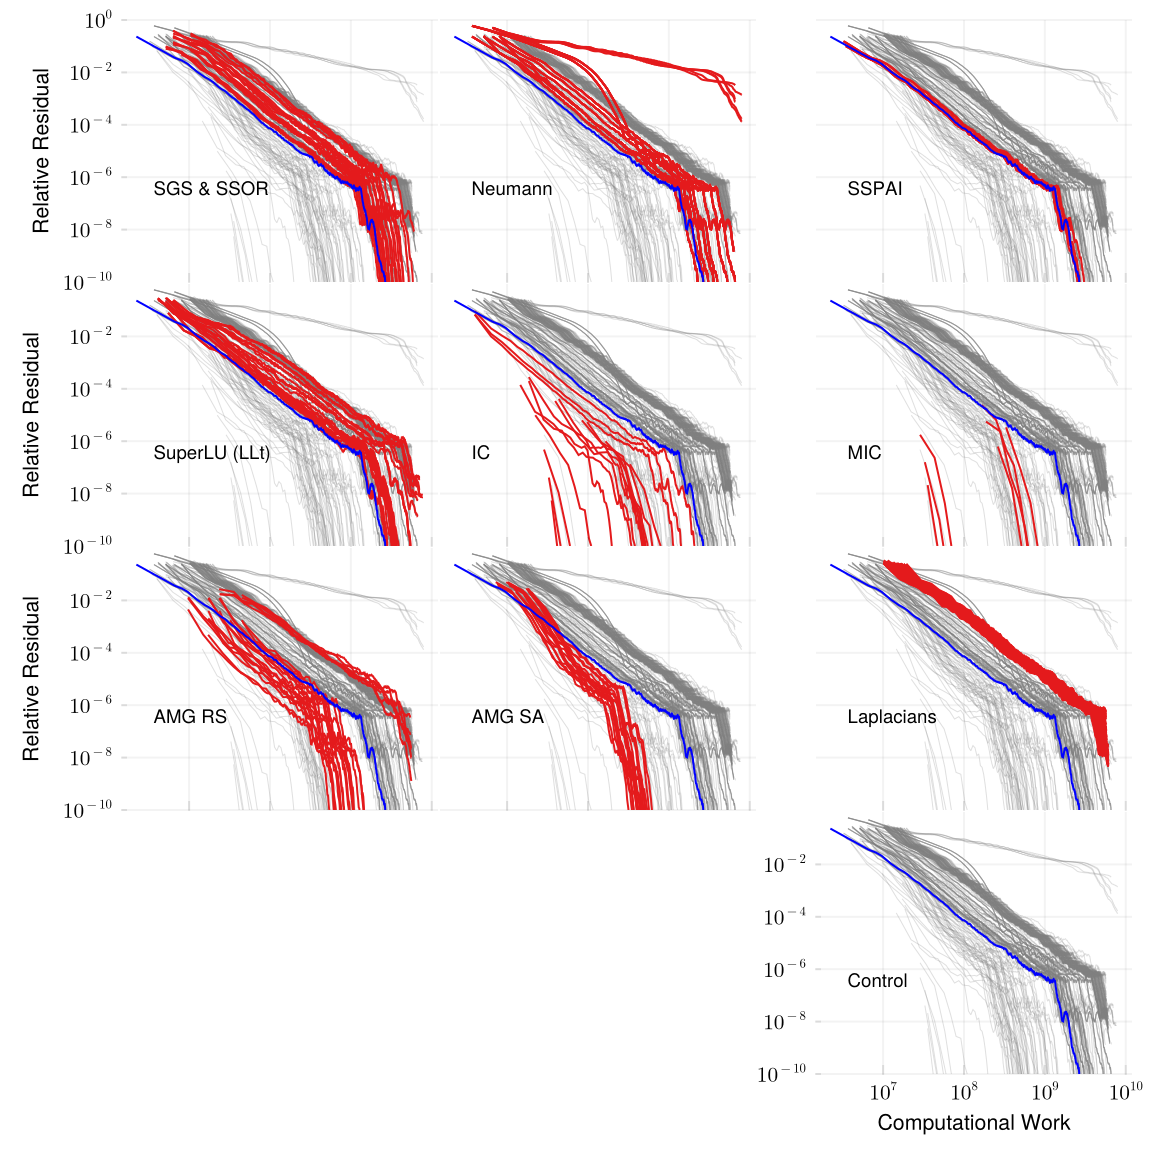 10^0
10^−2
10^−4
10^−6
10^−8
10^−10
Relative Residual
SGS & SSOR
Neumann
SSPAI
10^−2
10^−4
10^−6
10^−8
10^−10
Relative Residual
SuperLU (LLt)
IC
MIC
10^−2
10^−4
10^−6
10^−8
10^−10
Relative Residual
AMG RS
AMG SA
Laplacians
10^−2
10^−4
10^−6
10^−8
10^−10
Control
10^7 10^8 10^9 10^10
Computational Work